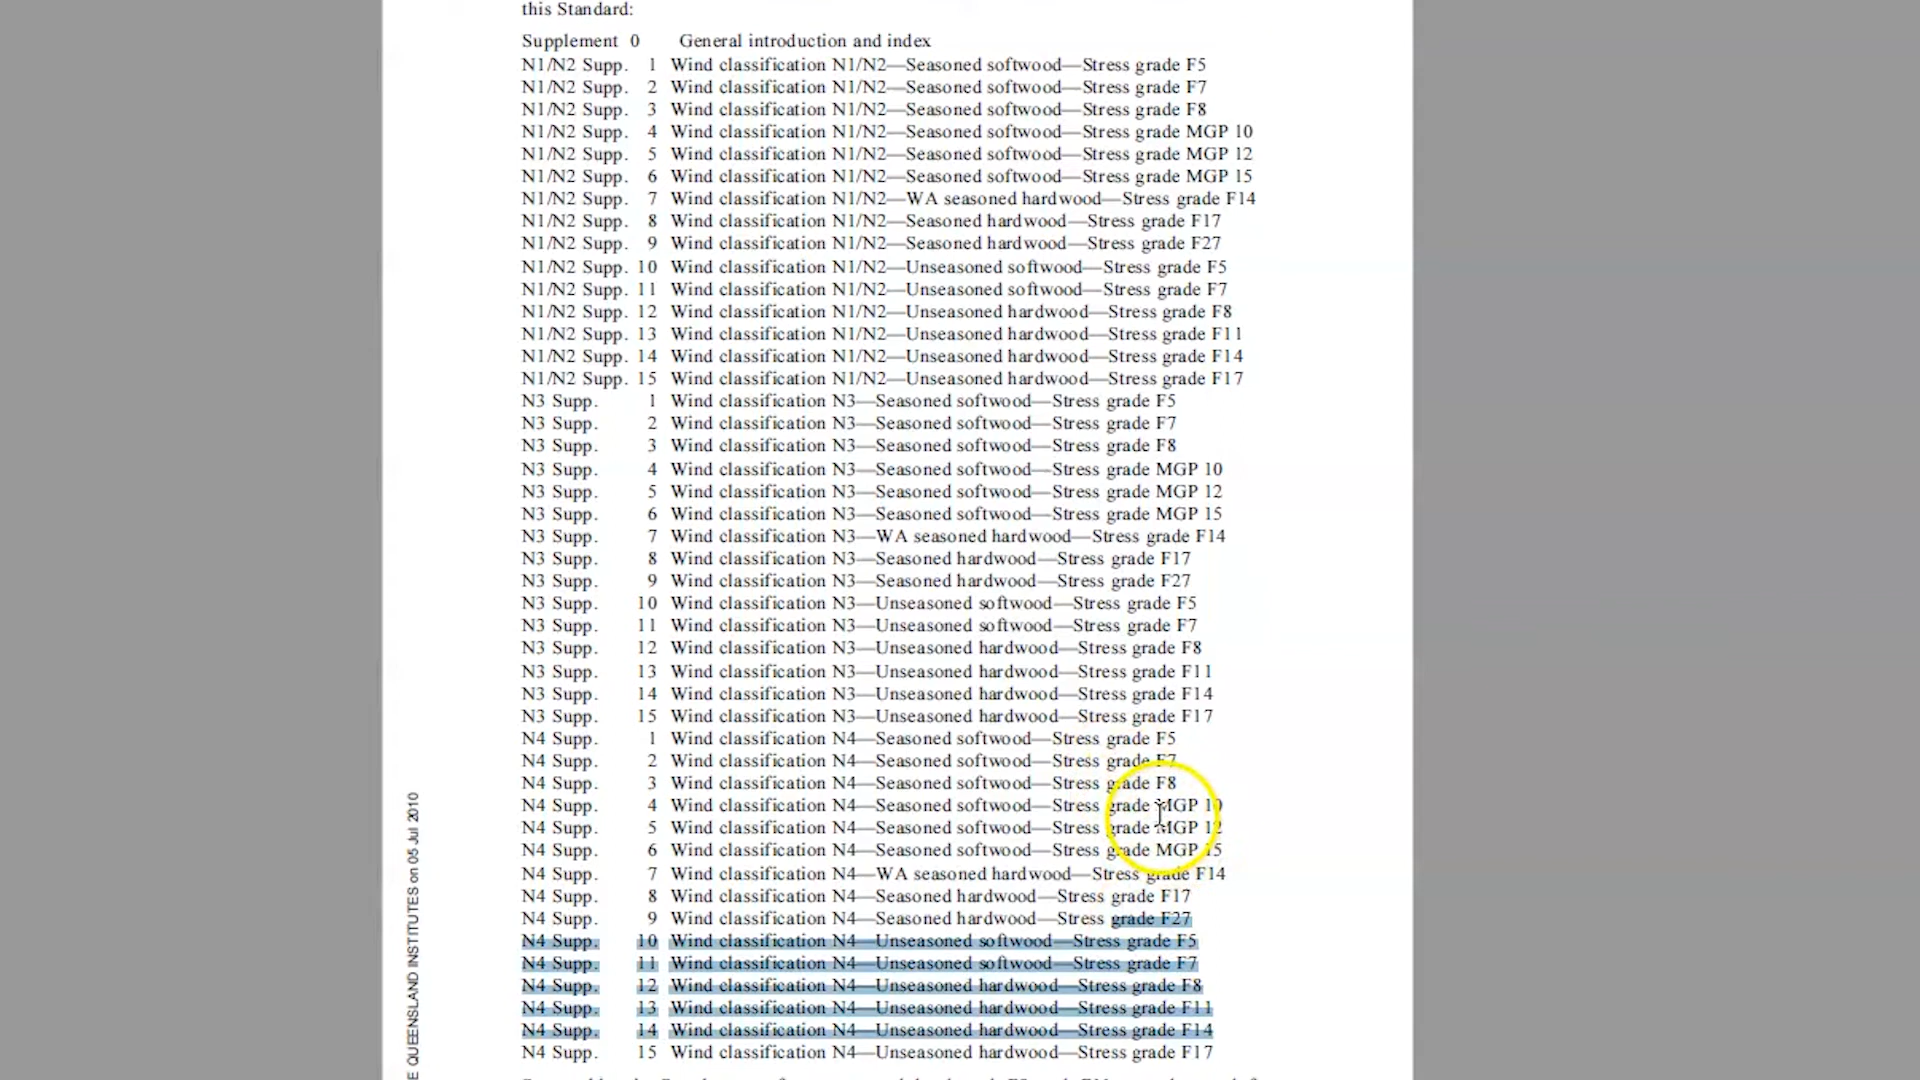 this Standard:
Supplement 0 General introduction and index
N1/N2 Supp. 1 Wind classification N1/N2—Seasoned softwood—Stress grade F5
N1/N2 Supp. 2 Wind classification N1/N2—Seasoned softwood—Stress grade F7
N1/N2 Supp. 3 Wind classification N1/N2—Seasoned softwood—Stress grade F8
N1/N2 Supp. 4 Wind classification N1/N2—Seasoned softwood—Stress grade MGP 10
N1/N2 Supp. 5 Wind classification N1/N2—Seasoned softwood—Stress grade MGP 12
N1/N2 Supp. 6 Wind classification N1/N2—Seasoned softwood—Stress grade MGP 15
N1/N2 Supp. 7 Wind classification N1/N2—WA seasoned hardwood—Stress grade F14
N1/N2 Supp. 8 Wind classification N1/N2—Seasoned hardwood—Stress grade F17
N1/N2 Supp. 9 Wind classification N1/N2—Seasoned hardwood—Stress grade F27
N1/N2 Supp. 10 Wind classification N1/N2—Unseasoned softwood—Stress grade F5
N1/N2 Supp. 11 Wind classification N1/N2—Unseasoned softwood—Stress grade F7
N1/N2 Supp. 12 Wind classification N1/N2—Unseasoned hardwood—Stress grade F8
N1/N2 Supp. 13 Wind classification N1/N2—Unseasoned hardwood—Stress grade F11
N1/N2 Supp. 14 Wind classification N1/N2—Unseasoned hardwood—Stress grade F14
N1/N2 Supp. 15 Wind classification N1/N2—Unseasoned hardwood—Stress grade F17
N3 Supp. 1 Wind classification N3—Seasoned softwood—Stress grade F5
N3 Supp. 2 Wind classification N3—Seasoned softwood—Stress grade F7
N3 Supp. 3 Wind classification N3—Seasoned softwood—Stress grade F8
N3 Supp. 4 Wind classification N3—Seasoned softwood—Stress grade MGP 10
N3 Supp. 5 Wind classification N3—Seasoned softwood—Stress grade MGP 12
N3 Supp. 6 Wind classification N3—Seasoned softwood—Stress grade MGP 15
N3 Supp. 7 Wind classification N3—WA seasoned hardwood—Stress grade F14
N3 Supp. 8 Wind classification N3—Seasoned hardwood—Stress grade F17
N3 Supp. 9 Wind classification N3—Seasoned hardwood—Stress grade F27
N3 Supp. 10 Wind classification N3—Unseasoned softwood—Stress grade F5
N3 Supp. 11 Wind classification N3—Unseasoned softwood—Stress grade F7
N3 Supp. 12 Wind classification N3—Unseasoned hardwood—Stress grade F8
N3 Supp. 13 Wind classification N3—Unseasoned hardwood—Stress grade F11
N3 Supp. 14 Wind classification N3—Unseasoned hardwood—Stress grade F14
N3 Supp. 15 Wind classification N3—Unseasoned hardwood—Stress grade F17
N4 Supp. 1 Wind classification N4—Seasoned softwood—Stress grade F5
N4 Supp. 2 Wind classification N4—Seasoned softwood—Stress grade F7
N4 Supp. 3 Wind classification N4—Seasoned softwood—Stress grade F8
N4 Supp. 4 Wind classification N4—Seasoned softwood—Stress grade MGP 10
N4 Supp. 5 Wind classification N4—Seasoned softwood—Stress grade MGP 12
N4 Supp. 6 Wind classification N4—Seasoned softwood—Stress grade MGP 15
N4 Supp. 7 Wind classification N4—WA seasoned hardwood—Stress grade F14
N4 Supp. 8 Wind classification N4—Seasoned hardwood—Stress grade F17
N4 Supp. 9 Wind classification N4—Seasoned hardwood—Stress grade F27
N4 Supp. 10 Wind classification N4—Unseasoned softwood—Stress grade F5
N4 Supp. 11 Wind classification N4—Unseasoned softwood—Stress grade F7
N4 Supp. 12 Wind classification N4—Unseasoned hardwood—Stress grade F8
N4 Supp. 13 Wind classification N4—Unseasoned hardwood—Stress grade F11
N4 Supp. 14 Wind classification N4—Unseasoned hardwood—Stress grade F14
N4 Supp. 15 Wind classification N4—Unseasoned hardwood—Stress grade F17
E QUEENSLAND INSTITUTES on 05 Jul 2010